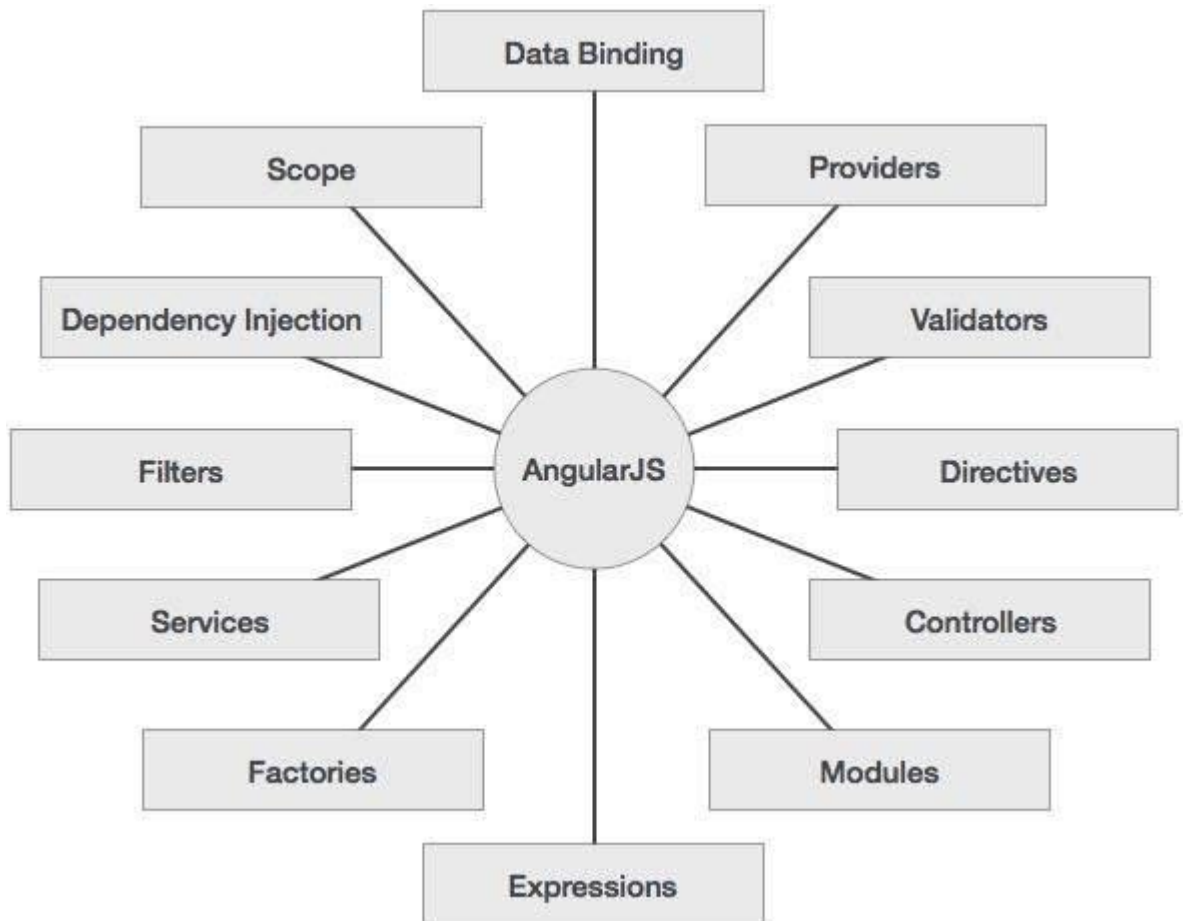 Data Binding
Scope
Providers
Dependency Injection
Validators
Filters
AngularJS
Directives
Services
Controllers
Factories
Modules
Expressions